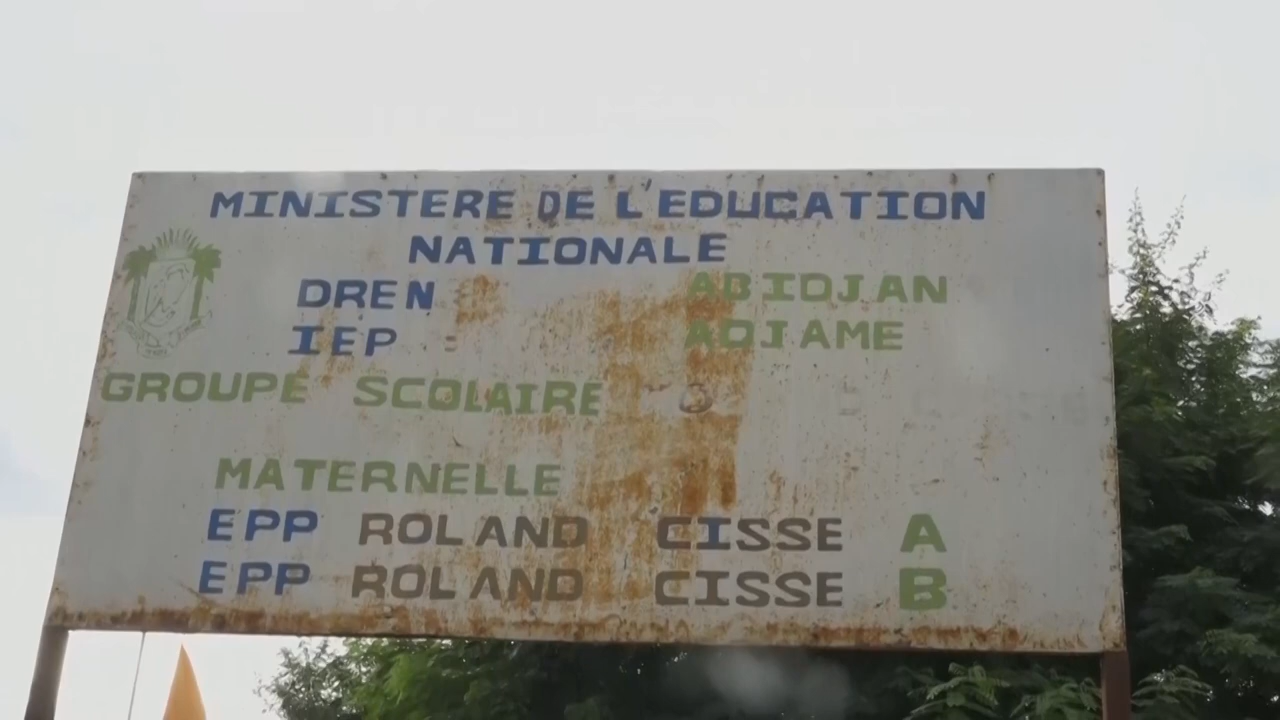 MINISTERE DE L'EDUCATION
NATIONALE
DREN : ABIDJAN
IEP : ADJAME
GROUPE SCOLAIRE
MATERNELLE
EPP ROLAND CISSE A
EPP ROLAND CISSE B